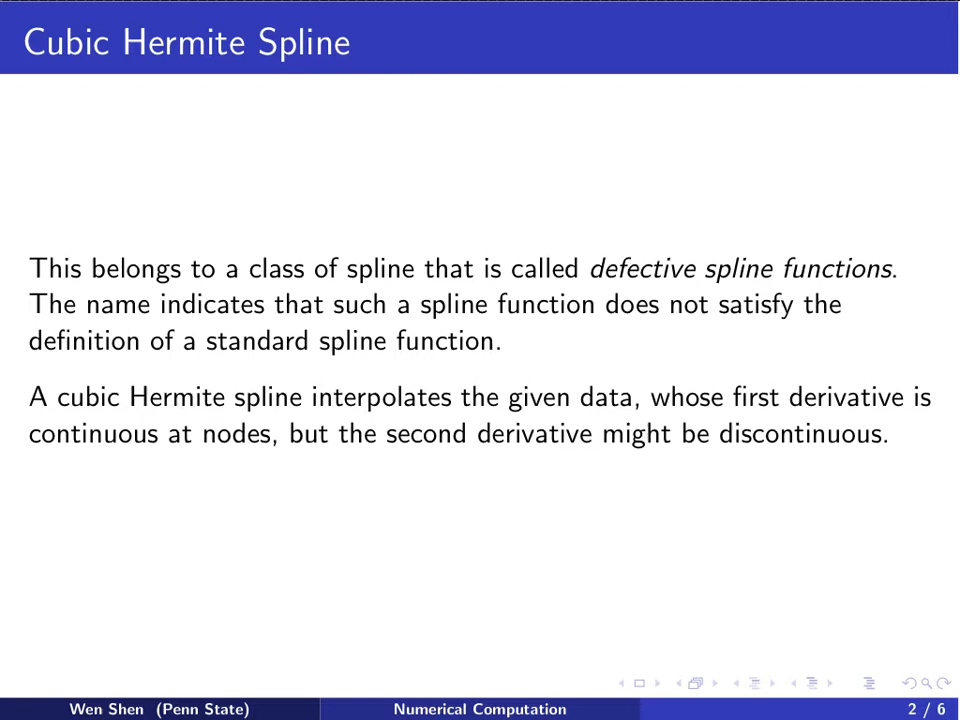 Cubic Hermite Spline
This belongs to a class of spline that is called defective spline functions.
The name indicates that such a spline function does not satisfy the
definition of a standard spline function.
A cubic Hermite spline interpolates the given data, whose first derivative is
continuous at nodes, but the second derivative might be discontinuous.
Wen Shen (Penn State)
Numerical Computation
2 / 6